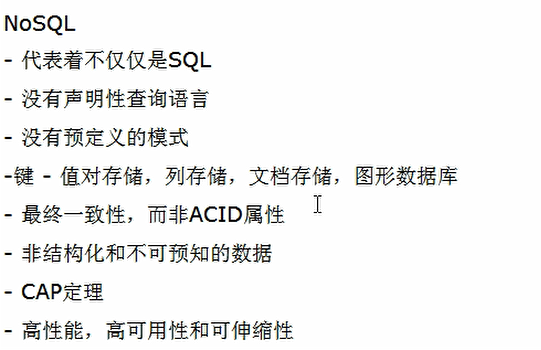 NoSQL
- 代表着不仅仅是SQL
- 没有声明性查询语言
- 没有预定义的模式
-键 - 值对存储，列存储，文档存储，图形数据库
- 最终一致性，而非ACID属性
- 非结构化和不可预知的数据
- CAP定理
- 高性能，高可用性和可伸缩性